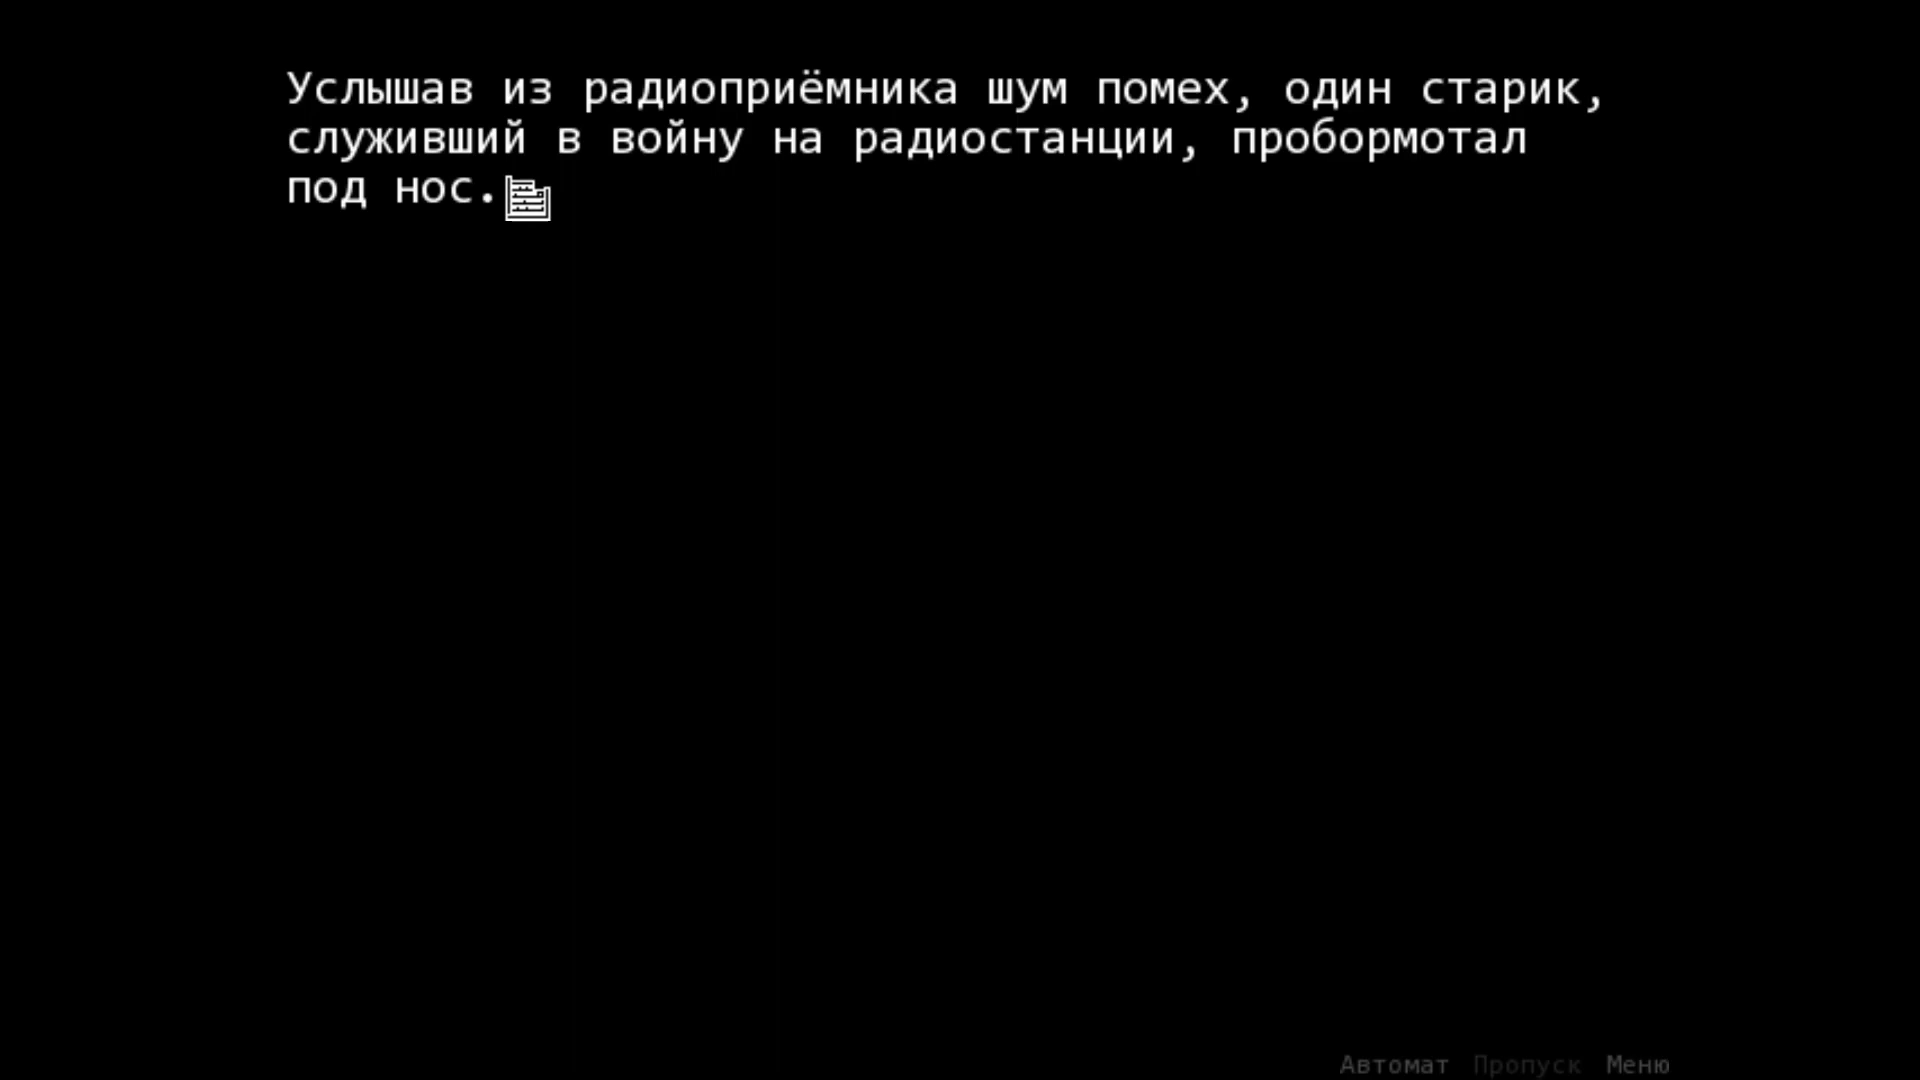 Услышав из радиоприёмника шум помех, один старик,
служивший в войну на радиостанции, пробормотал
под нос.
Автомат Пропуск Меню